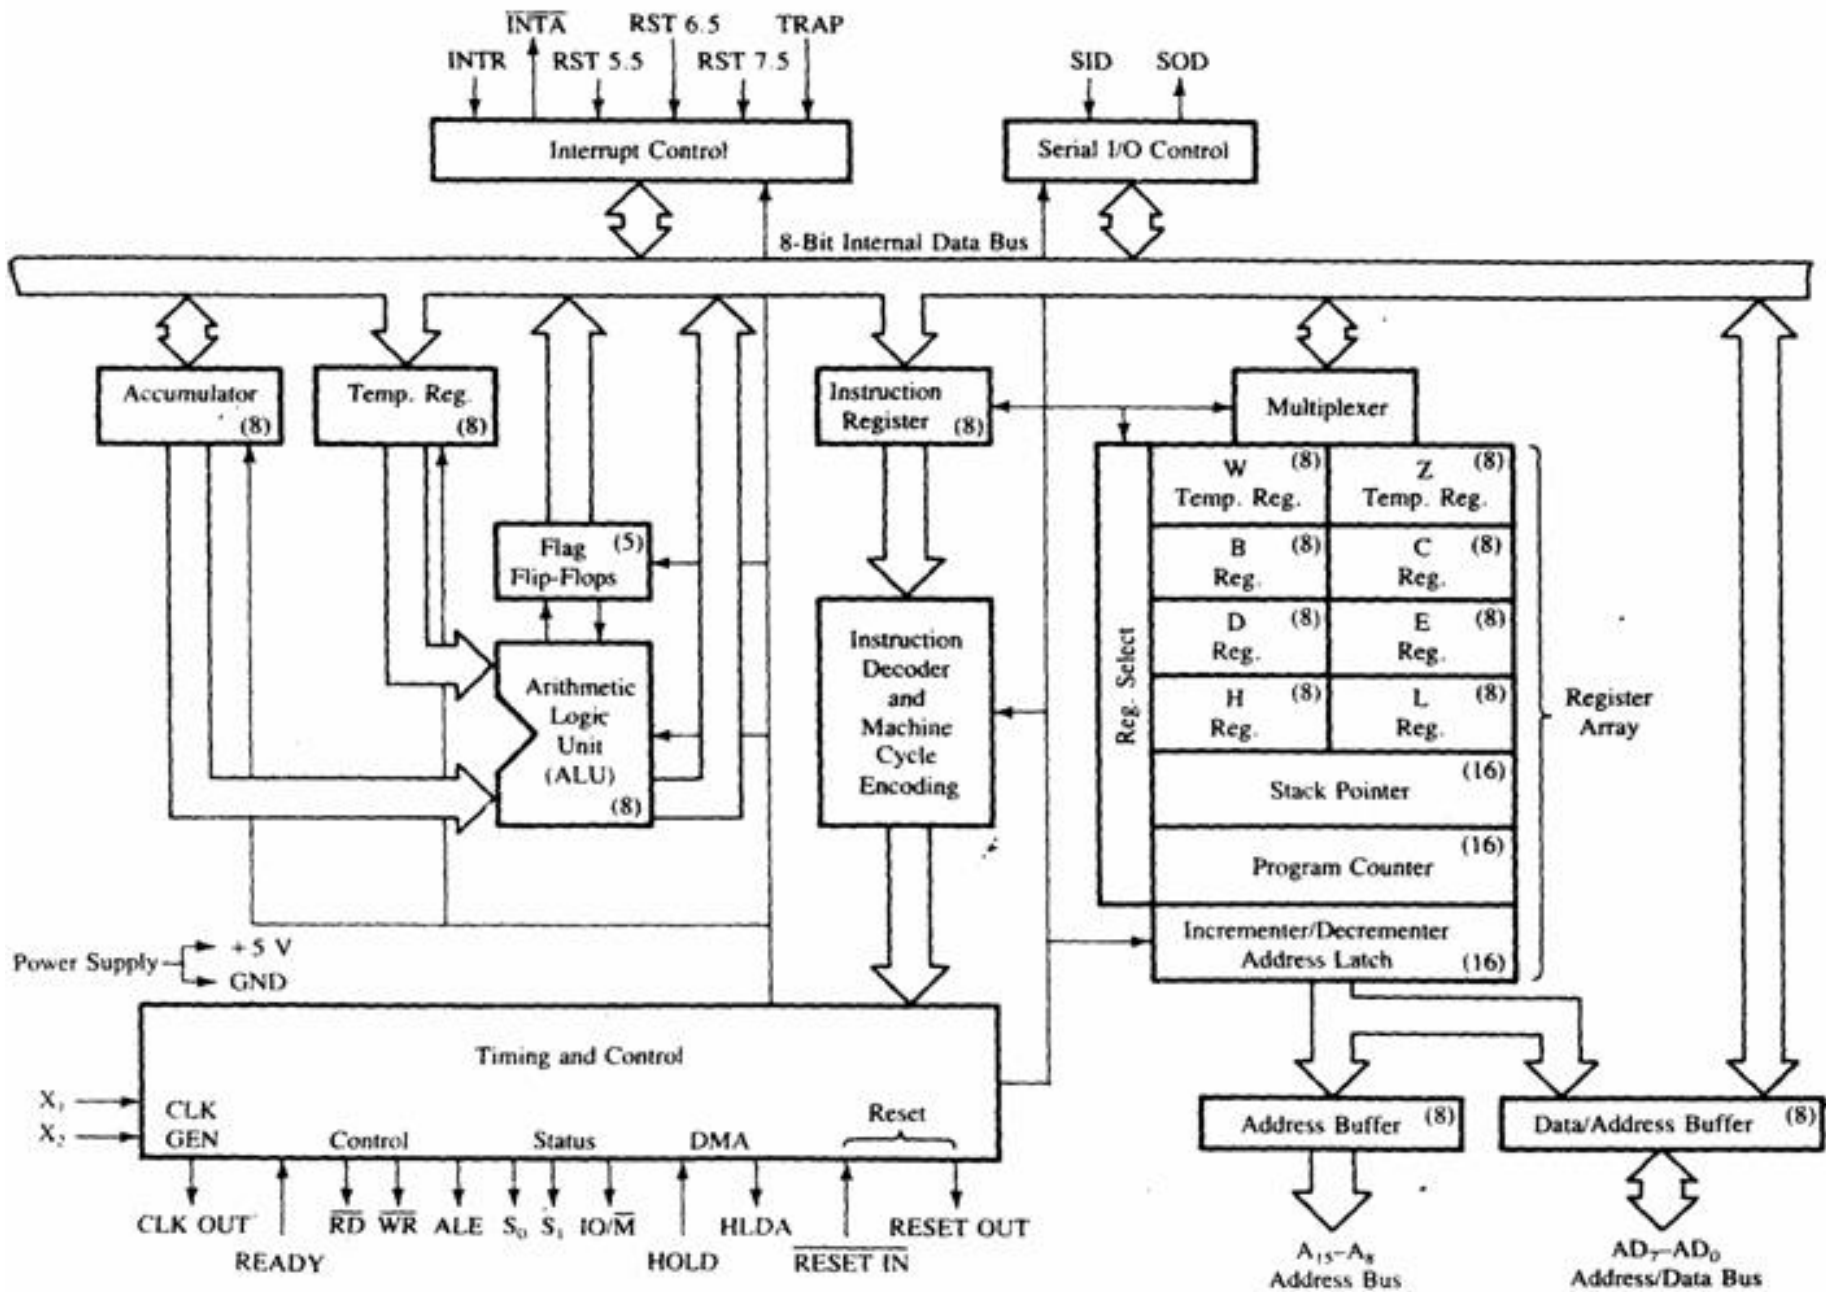 INTA
RST 6.5
TRAP
INTR
RST 5.5
RST 7.5
SID
SOD
Interrupt Control
Serial I/O Control
8-Bit Internal Data Bus
Accumulator
(8)
Temp. Reg.
(8)
Instruction
Register
(8)
Multiplexer
W
(8)
Temp. Reg.
Z
(8)
Temp. Reg.
Flag
(5)
Flip-Flops
B
(8)
Reg.
C
(8)
Reg.
D
(8)
Reg.
E
(8)
Reg.
H
(8)
Reg.
L
(8)
Reg.
Reg. Select
Register
Array
Arithmetic
Logic
Unit
(ALU)
(8)
Instruction
Decoder
and
Machine
Cycle
Encoding
(16)
Stack Pointer
(16)
Program Counter
Incrementer/Decrementer
Address Latch
(16)
Power Supply
+5 V
GND
Timing and Control
X₁
X₂
CLK
GEN
Control
Status
DMA
Reset
Address Buffer
(8)
Data/Address Buffer
(8)
CLK OUT
READY
RD
WR
ALE
S₀
S₁
IO/M
HOLD
HLDA
RESET IN
RESET OUT
A₁₅–A₈
Address Bus
AD₇–AD₀
Address/Data Bus